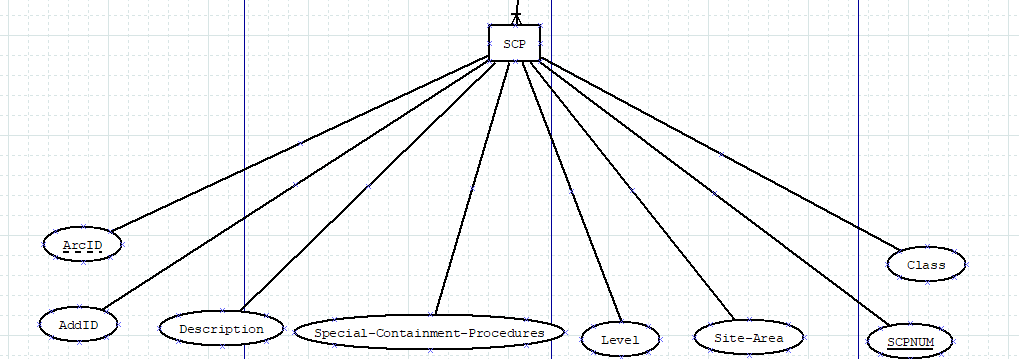 SCP
ArcID
Class
AddID
Description
Special-Containment-Procedures
Level
Site-Area
SCPNUM